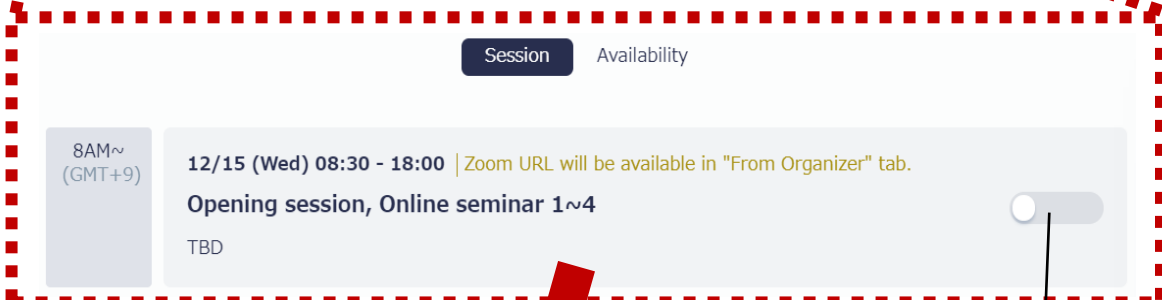 Session Availability
8AM~
(GMT+9)
12/15 (Wed) 08:30 - 18:00 | Zoom URL will be available in "From Organizer" tab.
Opening session, Online seminar 1~4
TBD